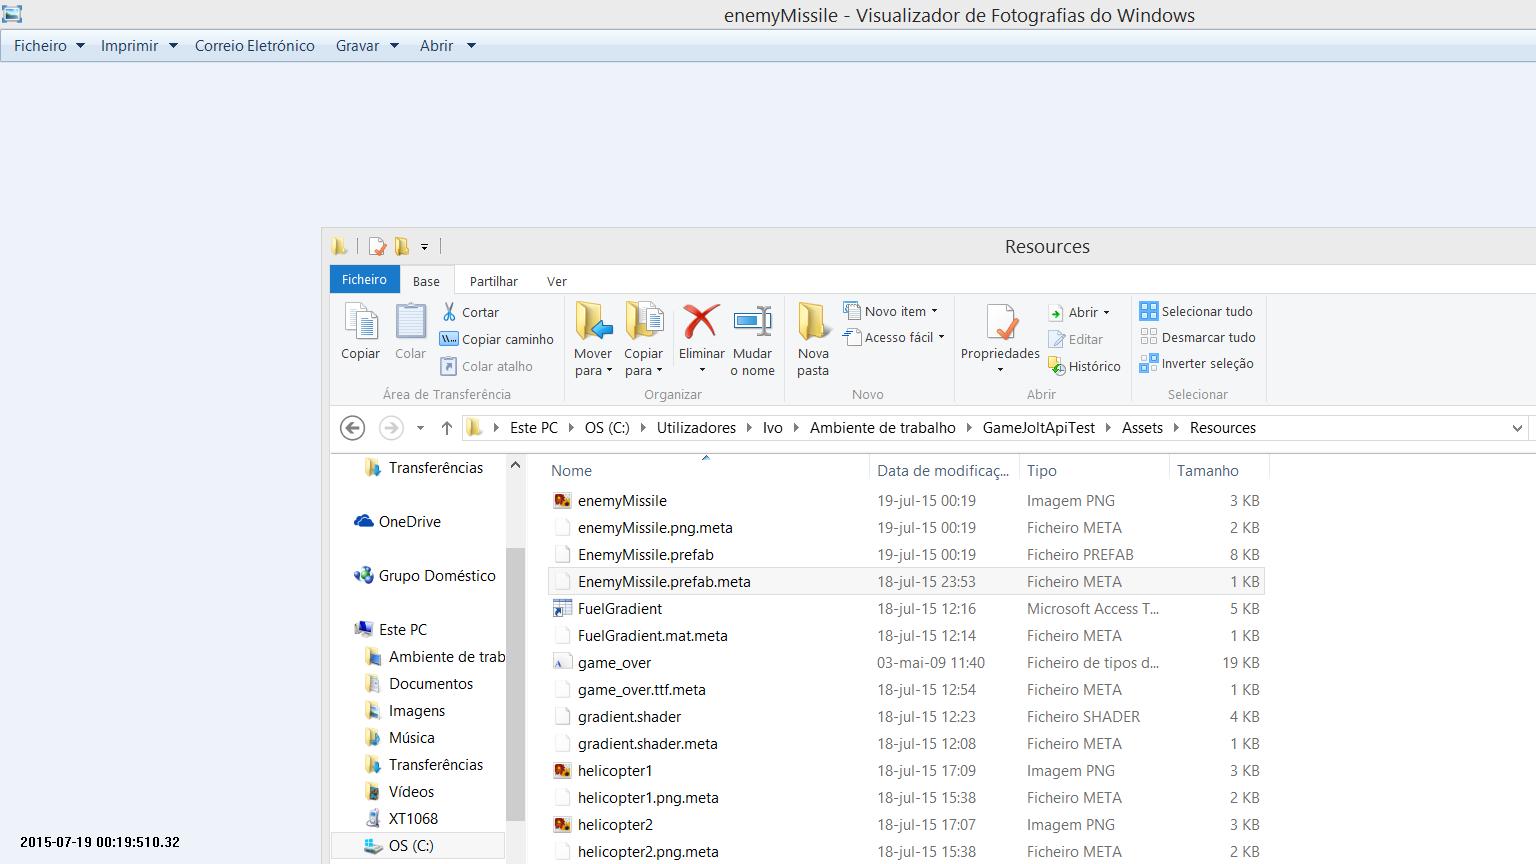 enemyMissile - Visualizador de Fotografias do Windows
Ficheiro Imprimir Correio Eletrónico Gravar Abrir
Resources
Ficheiro Base Partilhar Ver
Copiar
Colar
Cortar
Copiar caminho
Colar atalho
Área de Transferência
Mover para
Copiar para
Eliminar
Mudar o nome
Organizar
Nova pasta
Novo item
Acesso fácil
Novo
Propriedades
Abrir
Editar
Histórico
Abrir
Selecionar tudo
Desmarcar tudo
Inverter seleção
Selecionar
Este PC OS (C:) Utilizadores Ivo Ambiente de trabalho GameJoltApiTest Assets Resources
Transferências
OneDrive
Grupo Doméstico
Este PC
Ambiente de trab
Documentos
Imagens
Música
Transferências
Vídeos
XT1068
OS (C:)
Nome Data de modificaç... Tipo Tamanho
enemyMissile 19-jul-15 00:19 Imagem PNG 3 KB
enemyMissile.png.meta 19-jul-15 00:19 Ficheiro META 2 KB
EnemyMissile.prefab 19-jul-15 00:19 Ficheiro PREFAB 8 KB
EnemyMissile.prefab.meta 18-jul-15 23:53 Ficheiro META 1 KB
FuelGradient 18-jul-15 12:16 Microsoft Access T... 5 KB
FuelGradient.mat.meta 18-jul-15 12:14 Ficheiro META 1 KB
game_over 03-mai-09 11:40 Ficheiro de tipos d... 19 KB
game_over.ttf.meta 18-jul-15 12:54 Ficheiro META 1 KB
gradient.shader 18-jul-15 12:23 Ficheiro SHADER 4 KB
gradient.shader.meta 18-jul-15 12:08 Ficheiro META 1 KB
helicopter1 18-jul-15 17:09 Imagem PNG 3 KB
helicopter1.png.meta 18-jul-15 15:38 Ficheiro META 2 KB
helicopter2 18-jul-15 17:07 Imagem PNG 3 KB
helicopter2.png.meta 18-jul-15 15:38 Ficheiro META 2 KB
2015-07-19 00:19:510.32